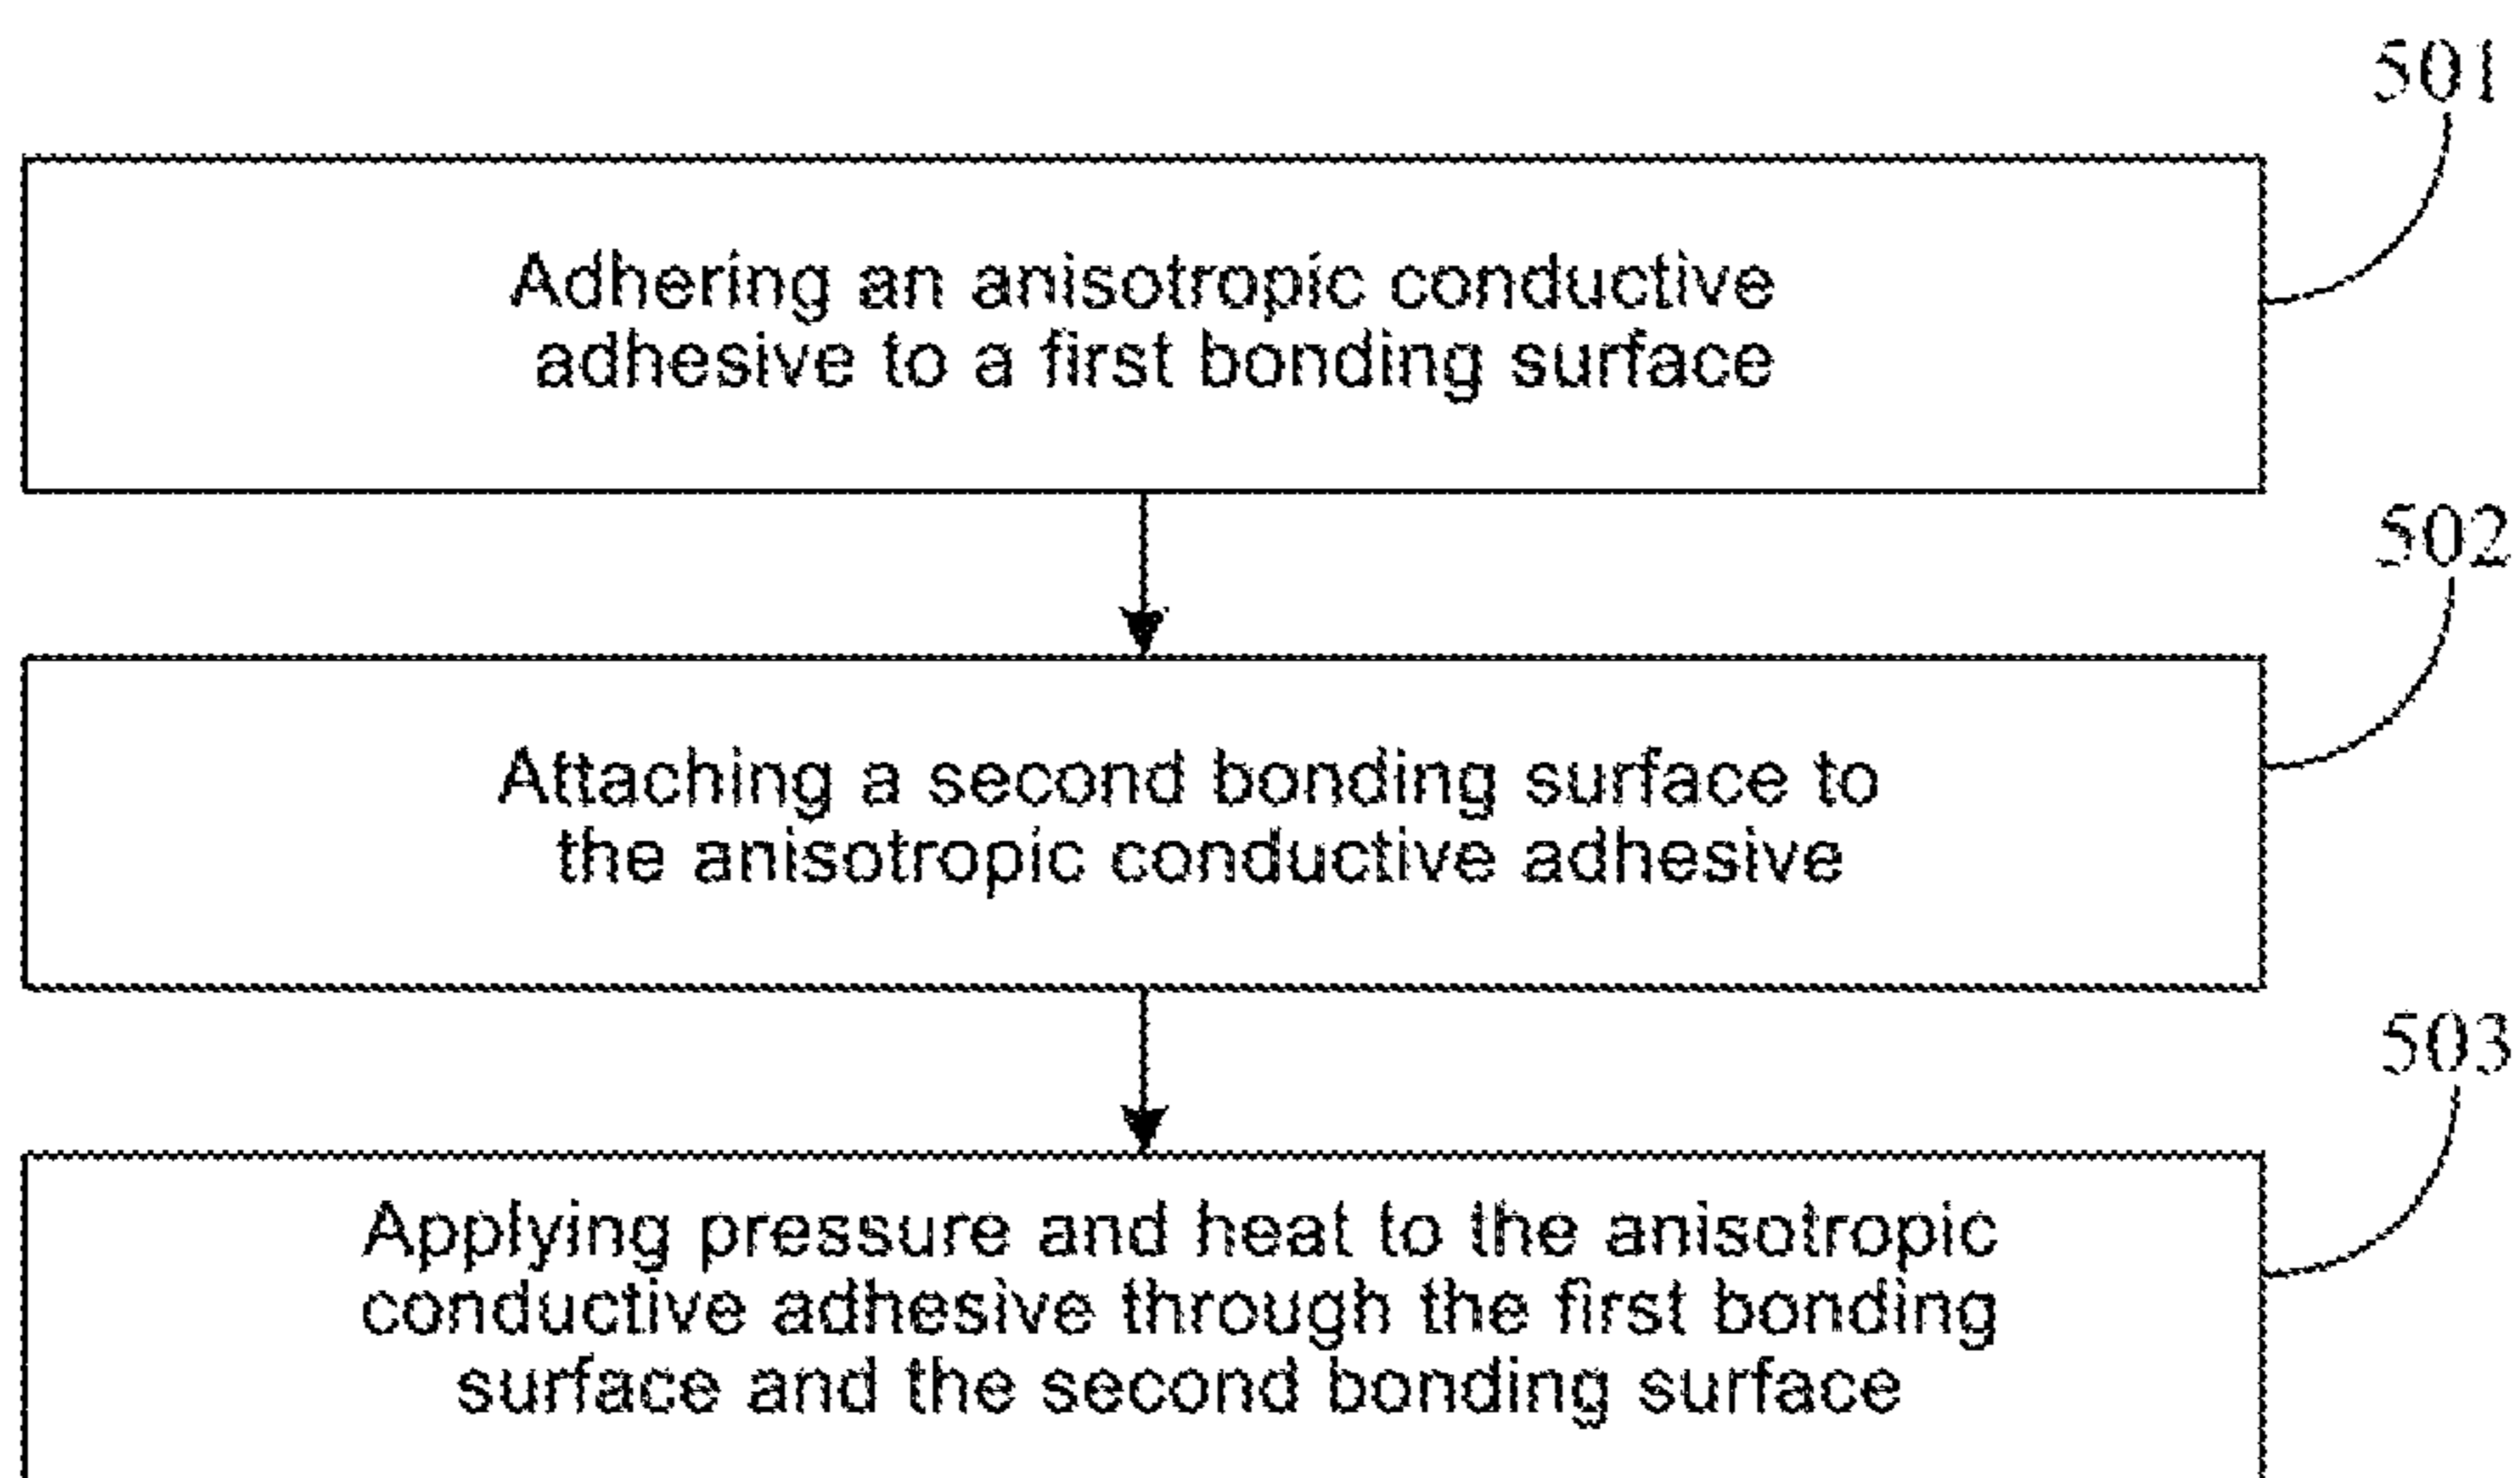 501
Adhering an anisotropic conductive
adhesive to a first bonding surface
502
Attaching a second bonding surface to
the anisotropic conductive adhesive
503
Applying pressure and heat to the anisotropic
conductive adhesive through the first bonding
surface and the second bonding surface